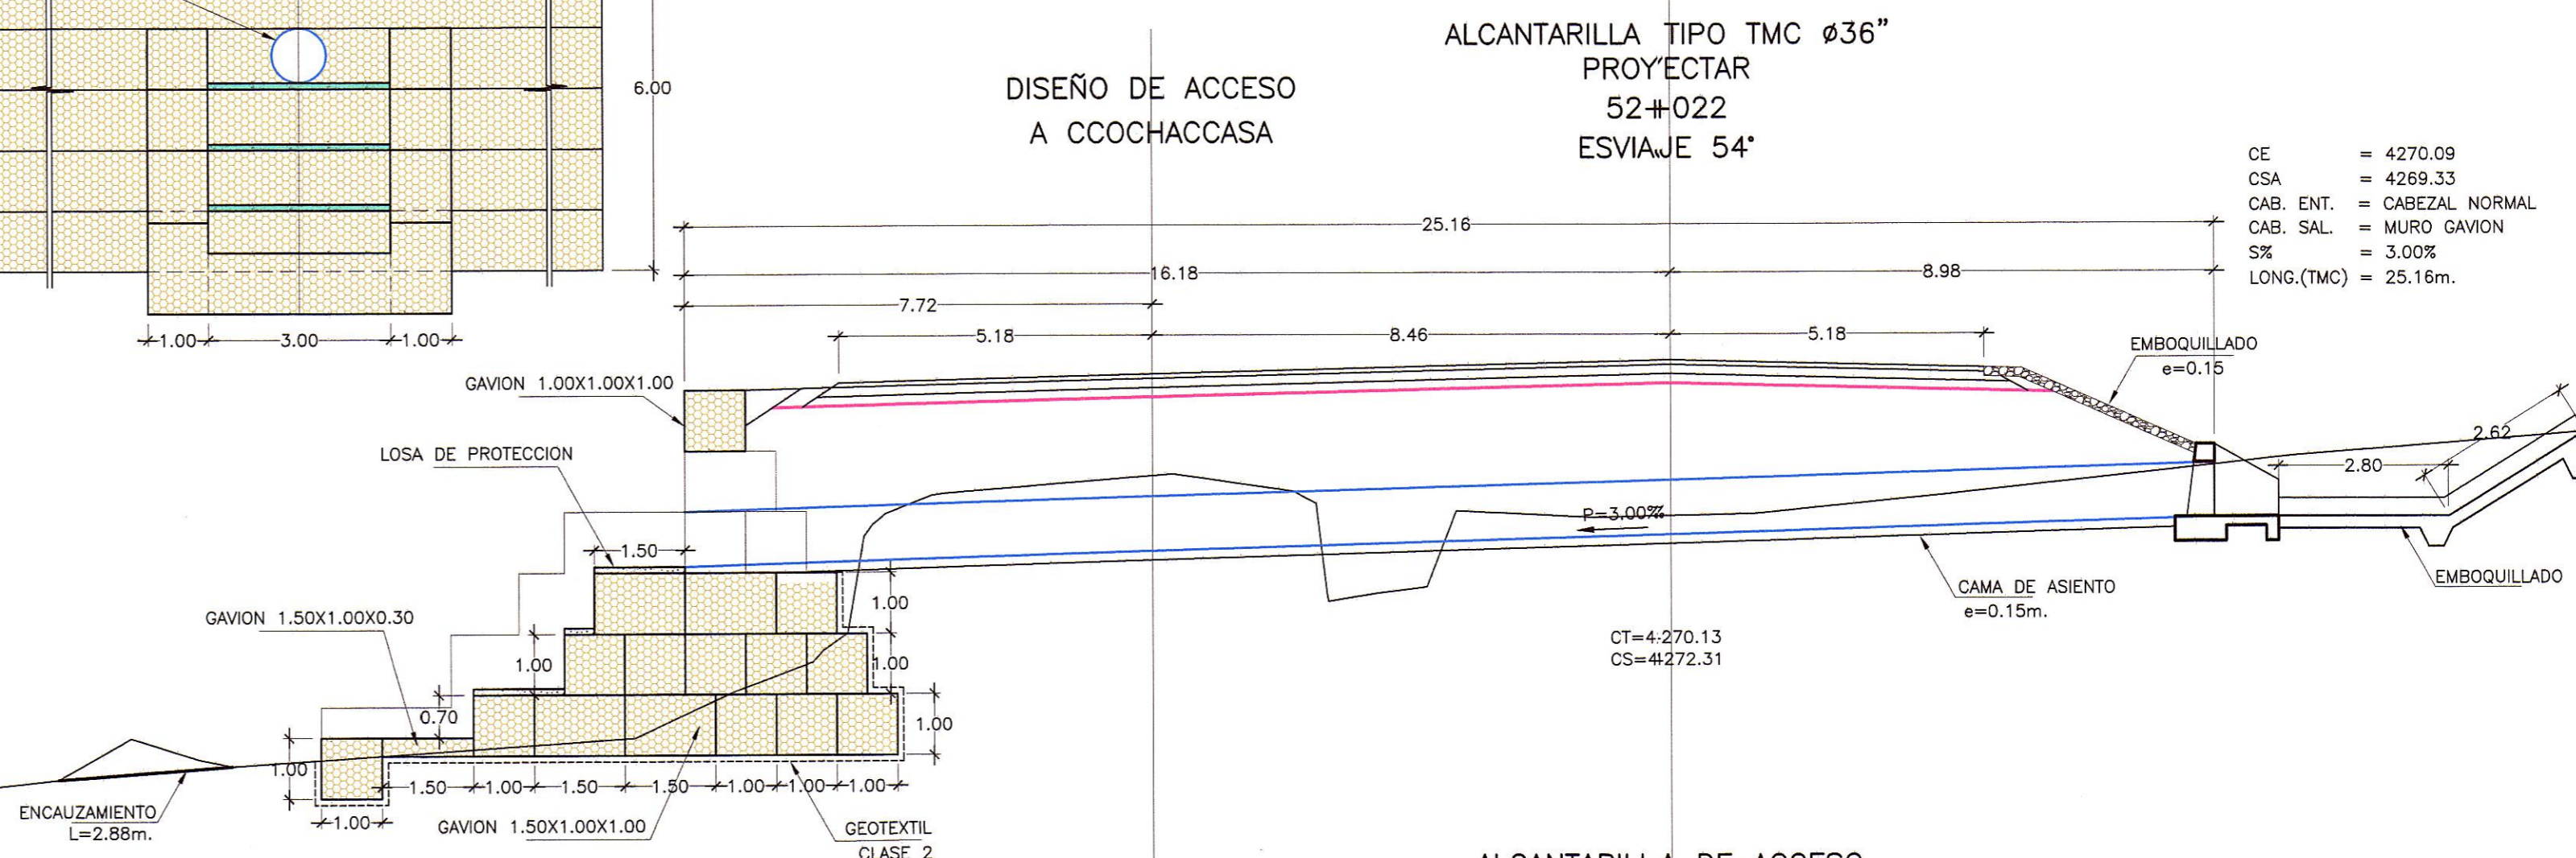 6.00
1.00
3.00
1.00
DISEÑO DE ACCESO
A CCOCHACCASA
ALCANTARILLA TIPO TMC Ø36"
PROYECTAR
52+022
ESVIAJE 54°
CE = 4270.09
CSA = 4269.33
CAB. ENT. = CABEZAL NORMAL
CAB. SAL. = MURO GAVION
S% = 3.00%
LONG.(TMC) = 25.16m.
25.16
16.18
8.98
7.72
5.18
8.46
5.18
EMBOQUILLADO
e=0.15
GAVION 1.00X1.00X1.00
LOSA DE PROTECCION
2.62
2.80
P=3.00%
1.50
EMBOQUILLADO
CAMA DE ASIENTO
e=0.15m.
GAVION 1.50X1.00X0.30
1.00
1.00
1.00
1.00
0.70
CT=4270.13
CS=4272.31
1.00
1.50
1.00
1.50
1.50
1.00
1.00
1.00
ENCAUZAMIENTO
L=2.88m.
1.00
GAVION 1.50X1.00X1.00
GEOTEXTIL
CLASE 2
ALCANTARILLA DE ACCESO